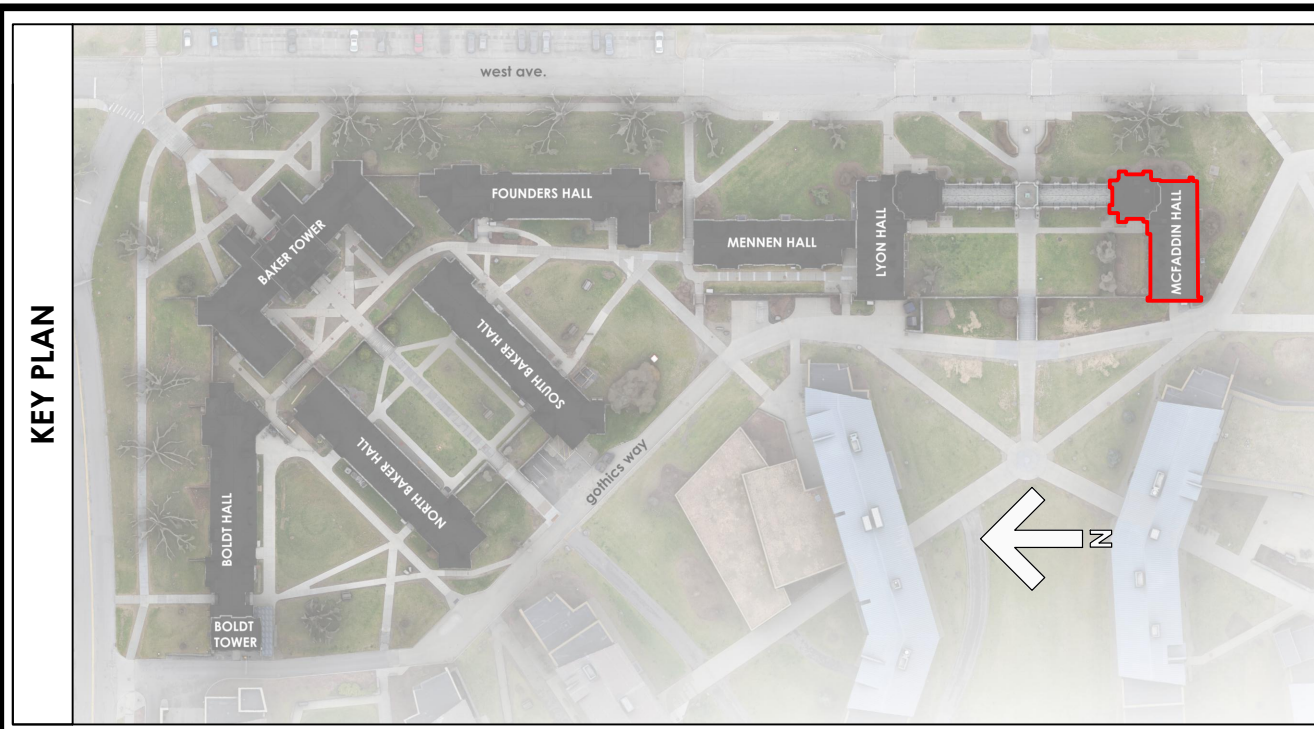 KEY PLAN
west ave.
FOUNDERS HALL
BAKER TOWER
MENNEN HALL
LYON HALL
MCFADDIN HALL
SOUTH BAKER HALL
NORTH BAKER HALL
gothics way
BOLDT HALL
BOLDT
TOWER
N